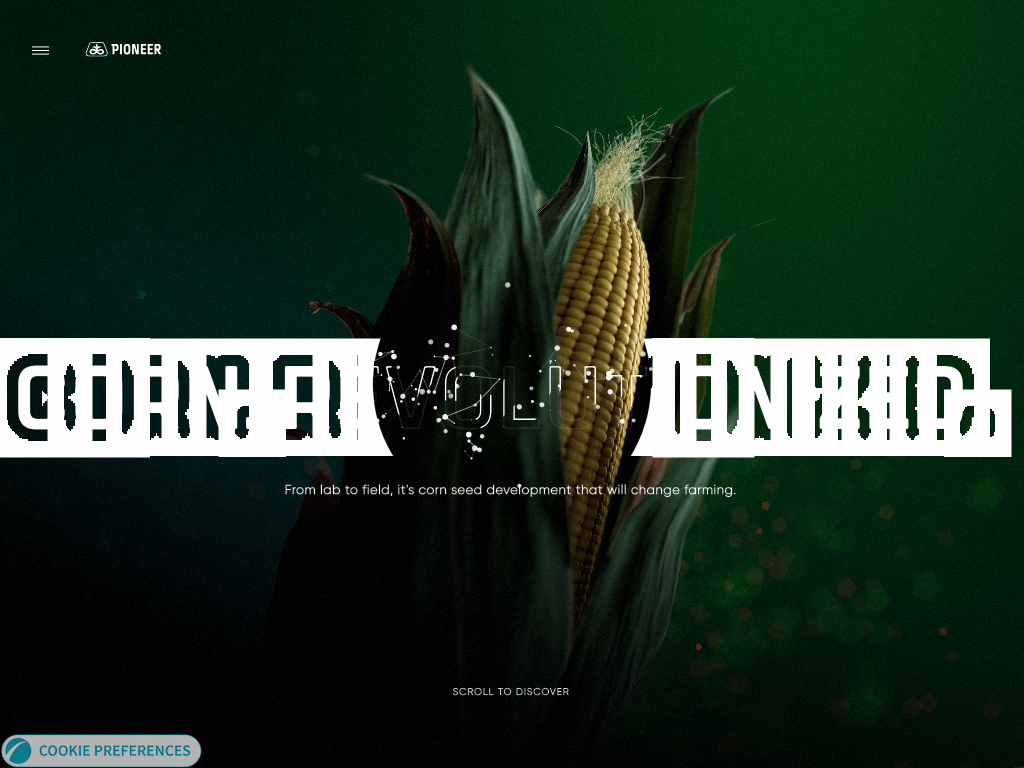 PIONEER
From lab to field, it's corn seed development that will change farming.
SCROLL TO DISCOVER
COOKIE PREFERENCES